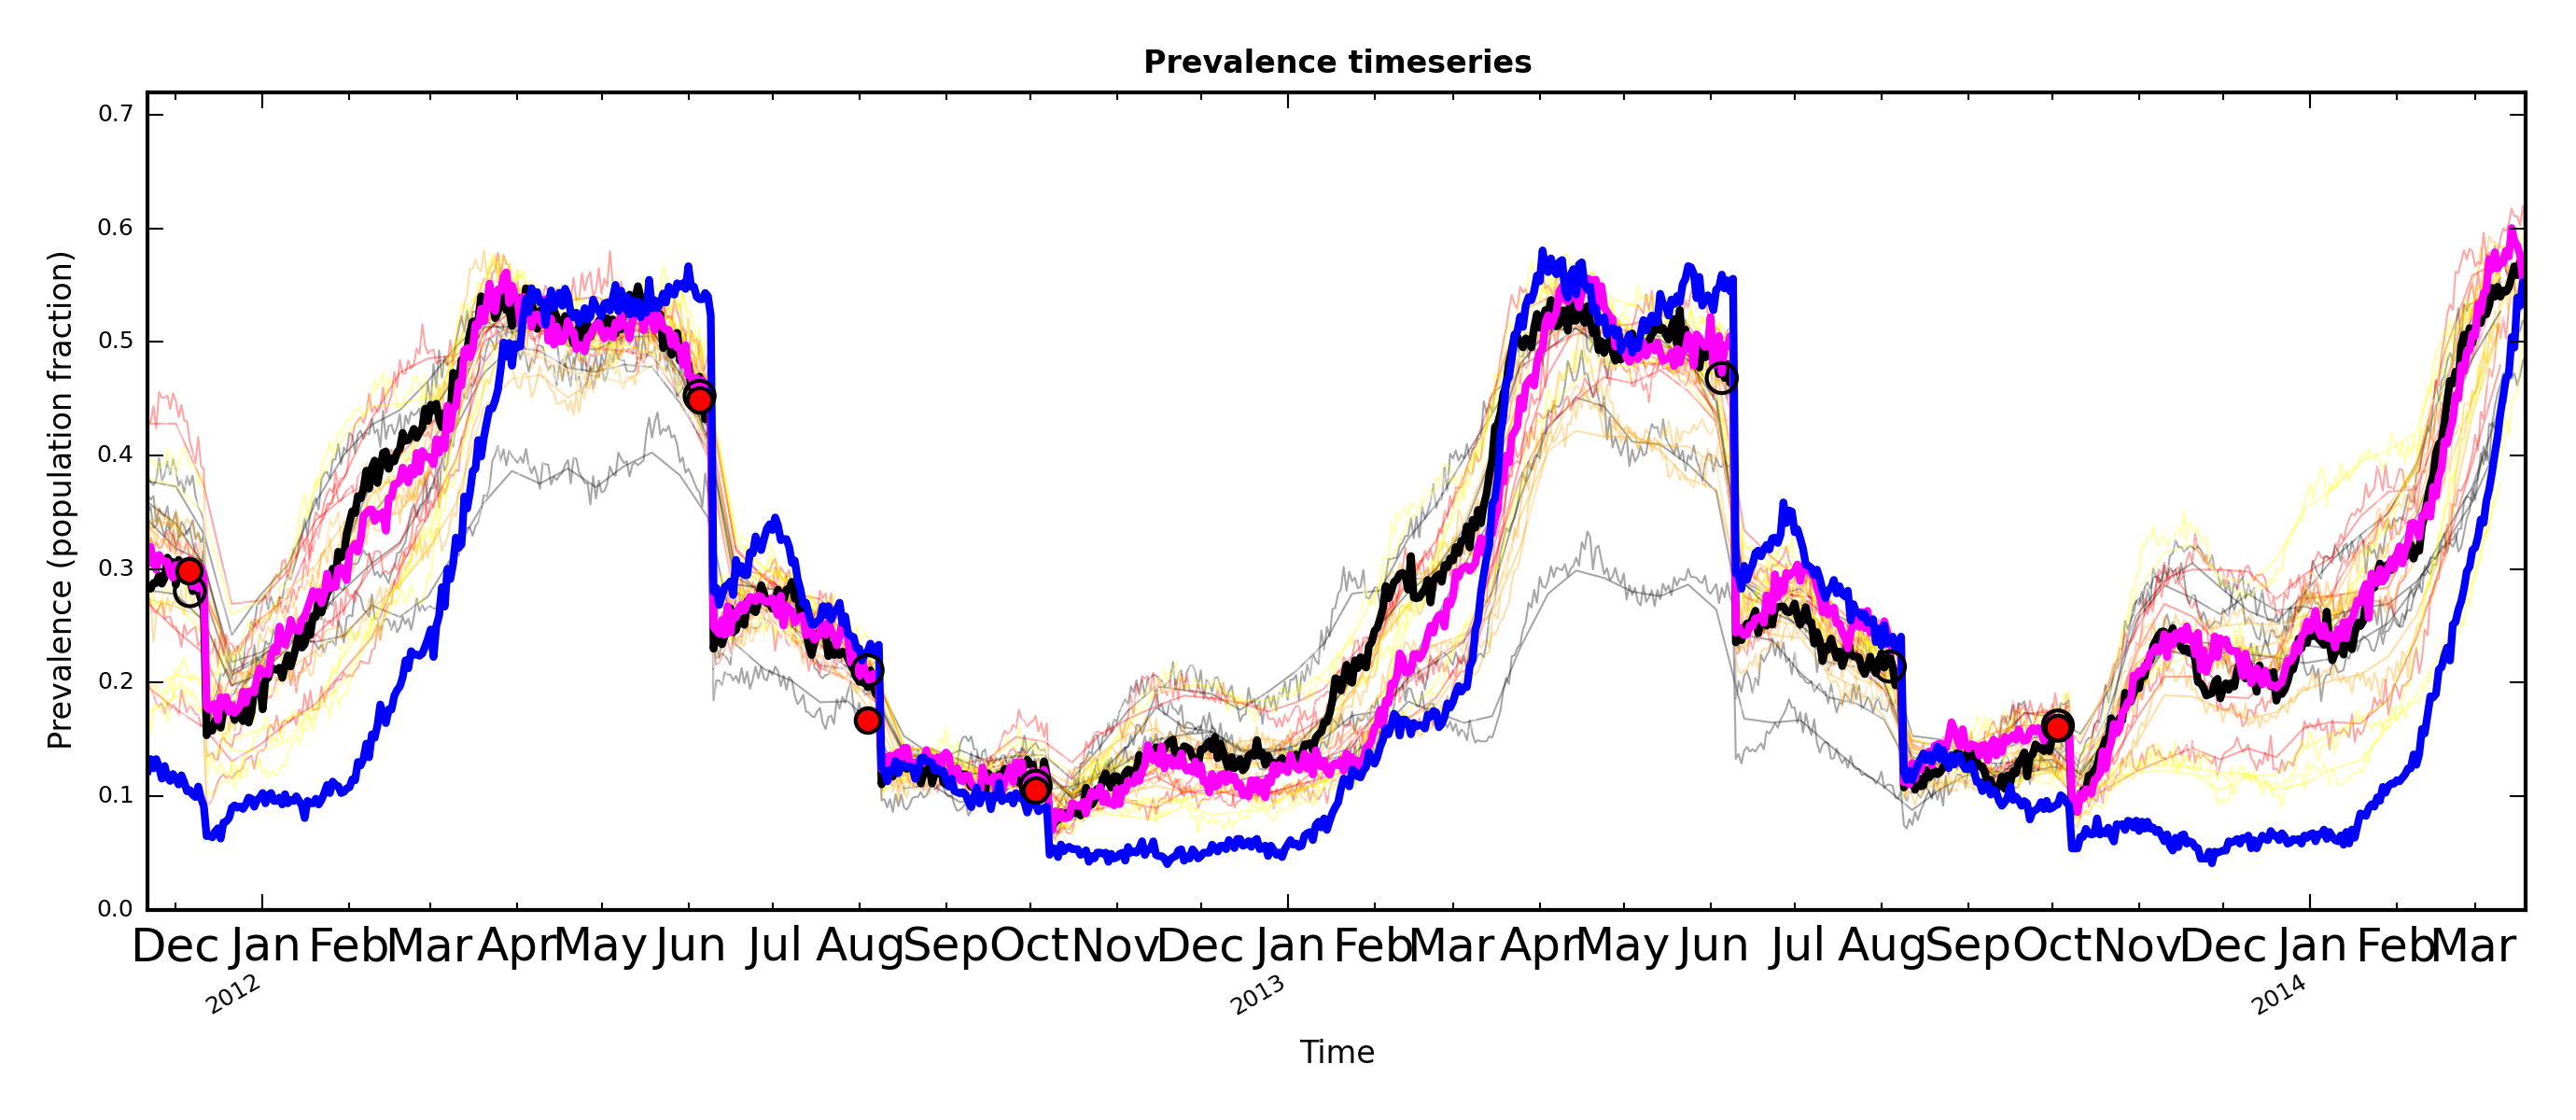 Prevalence timeseries
0.7
0.6
0.5
0.4
0.3
0.2
0.1
0.0
Prevalence (population fraction)
Dec Jan Feb Mar Apr May Jun Jul Aug Sep Oct Nov Dec Jan Feb Mar Apr May Jun Jul Aug Sep Oct Nov Dec Jan Feb Mar
2012 2013 2014
Time